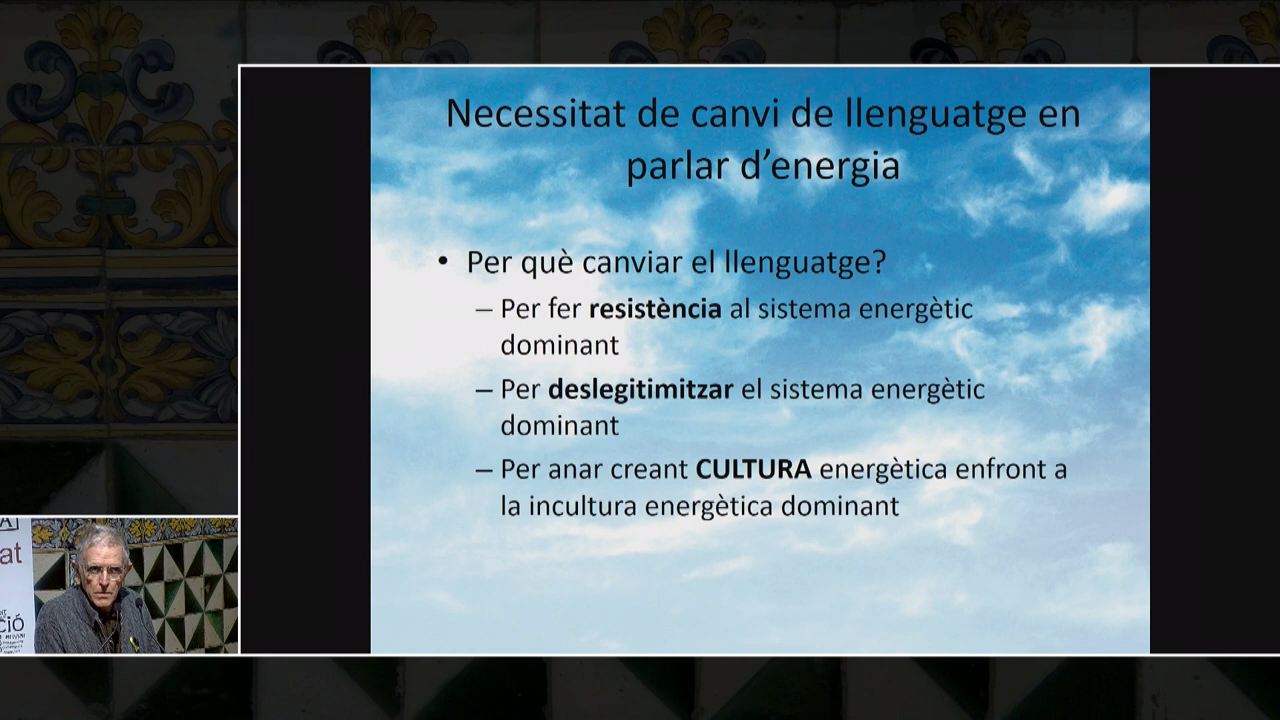 Necessitat de canvi de llenguatge en
parlar d’energia
• Per què canviar el llenguatge?
– Per fer resistència al sistema energètic
dominant
– Per deslegitimitzar el sistema energètic
dominant
– Per anar creant CULTURA energètica enfront a
la incultura energètica dominant
A
at
CIÓ